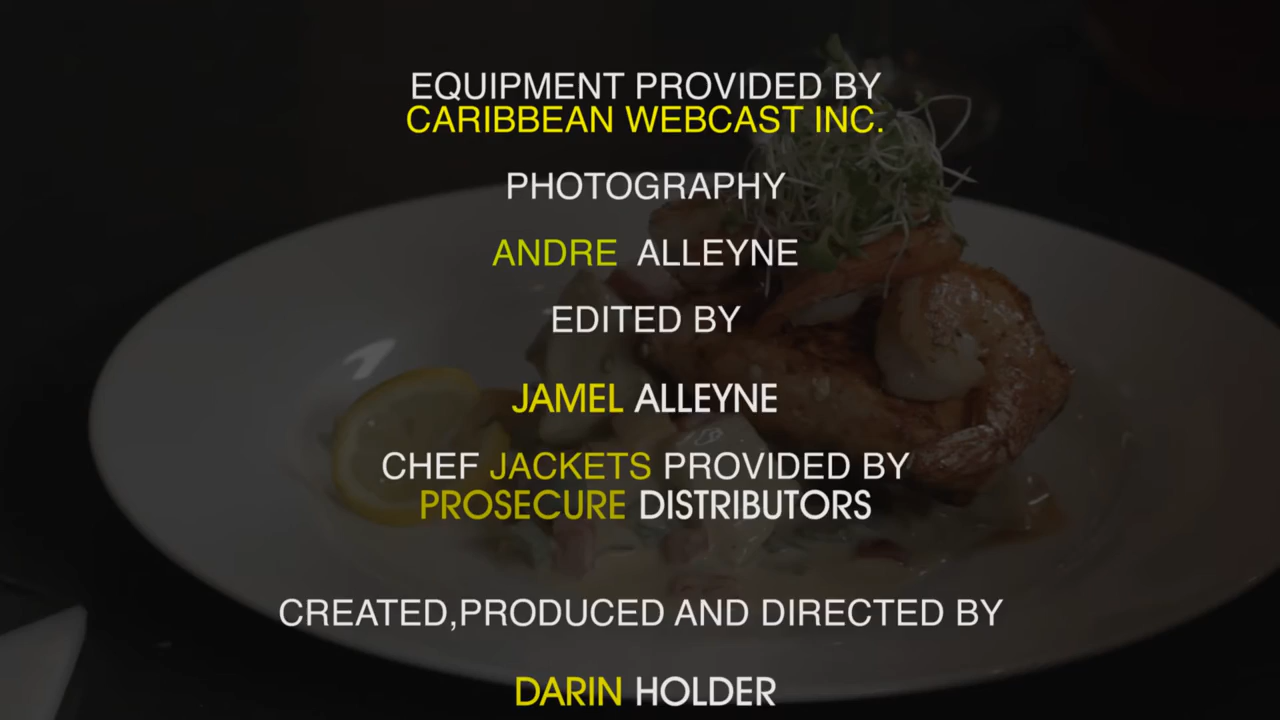 EQUIPMENT PROVIDED BY
CARIBBEAN WEBCAST INC.
PHOTOGRAPHY
ANDRE ALLEYNE
EDITED BY
JAMEL ALLEYNE
CHEF JACKETS PROVIDED BY
PROSECURE DISTRIBUTORS
CREATED,PRODUCED AND DIRECTED BY
DARIN HOLDER